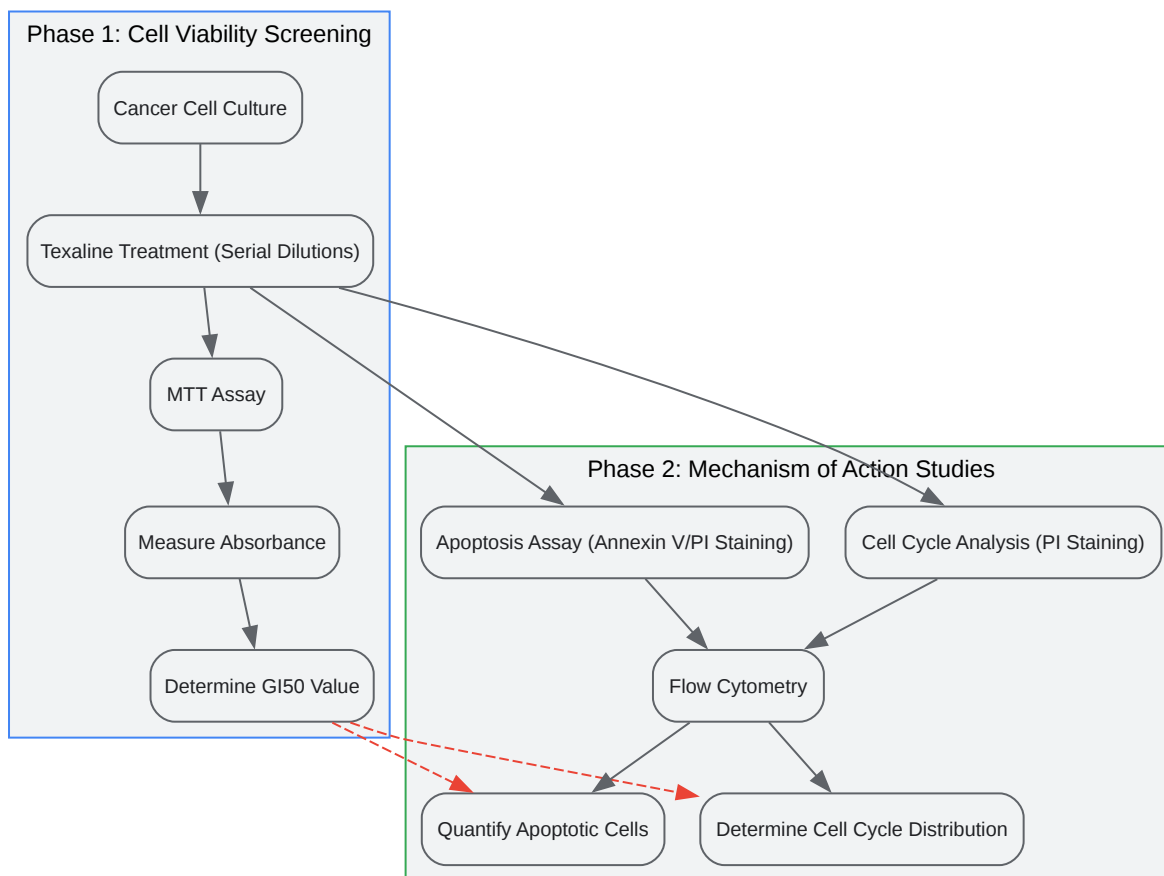 Phase 1: Cell Viability Screening
Cancer Cell Culture
Texaline Treatment (Serial Dilutions)
MTT Assay
Measure Absorbance
Determine GI50 Value
Phase 2: Mechanism of Action Studies
Apoptosis Assay (Annexin V/PI Staining)
Cell Cycle Analysis (PI Staining)
Flow Cytometry
Quantify Apoptotic Cells
Determine Cell Cycle Distribution